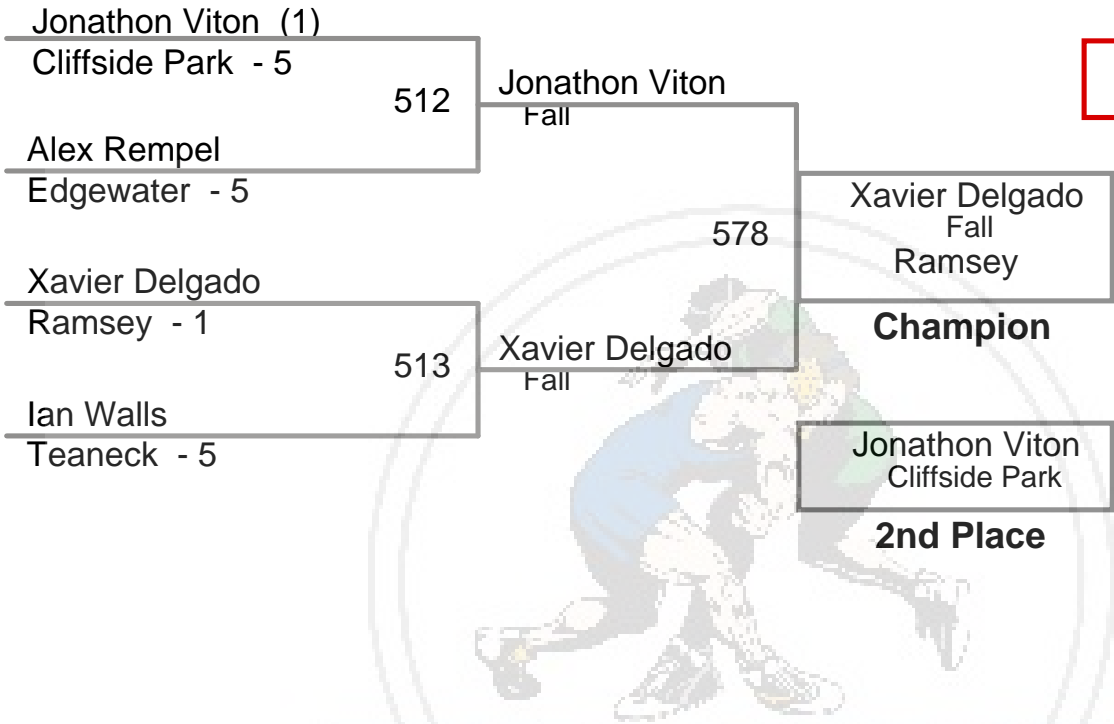 Jonathon Viton (1)
Cliffside Park - 5
512
Alex Rempel
Edgewater - 5
Xavier Delgado
Ramsey - 1
513
Ian Walls
Teaneck - 5
Jonathon Viton
Fall
578
Xavier Delgado
Fall
Xavier Delgado
Fall
Ramsey
Champion
Jonathon Viton
Cliffside Park
2nd Place